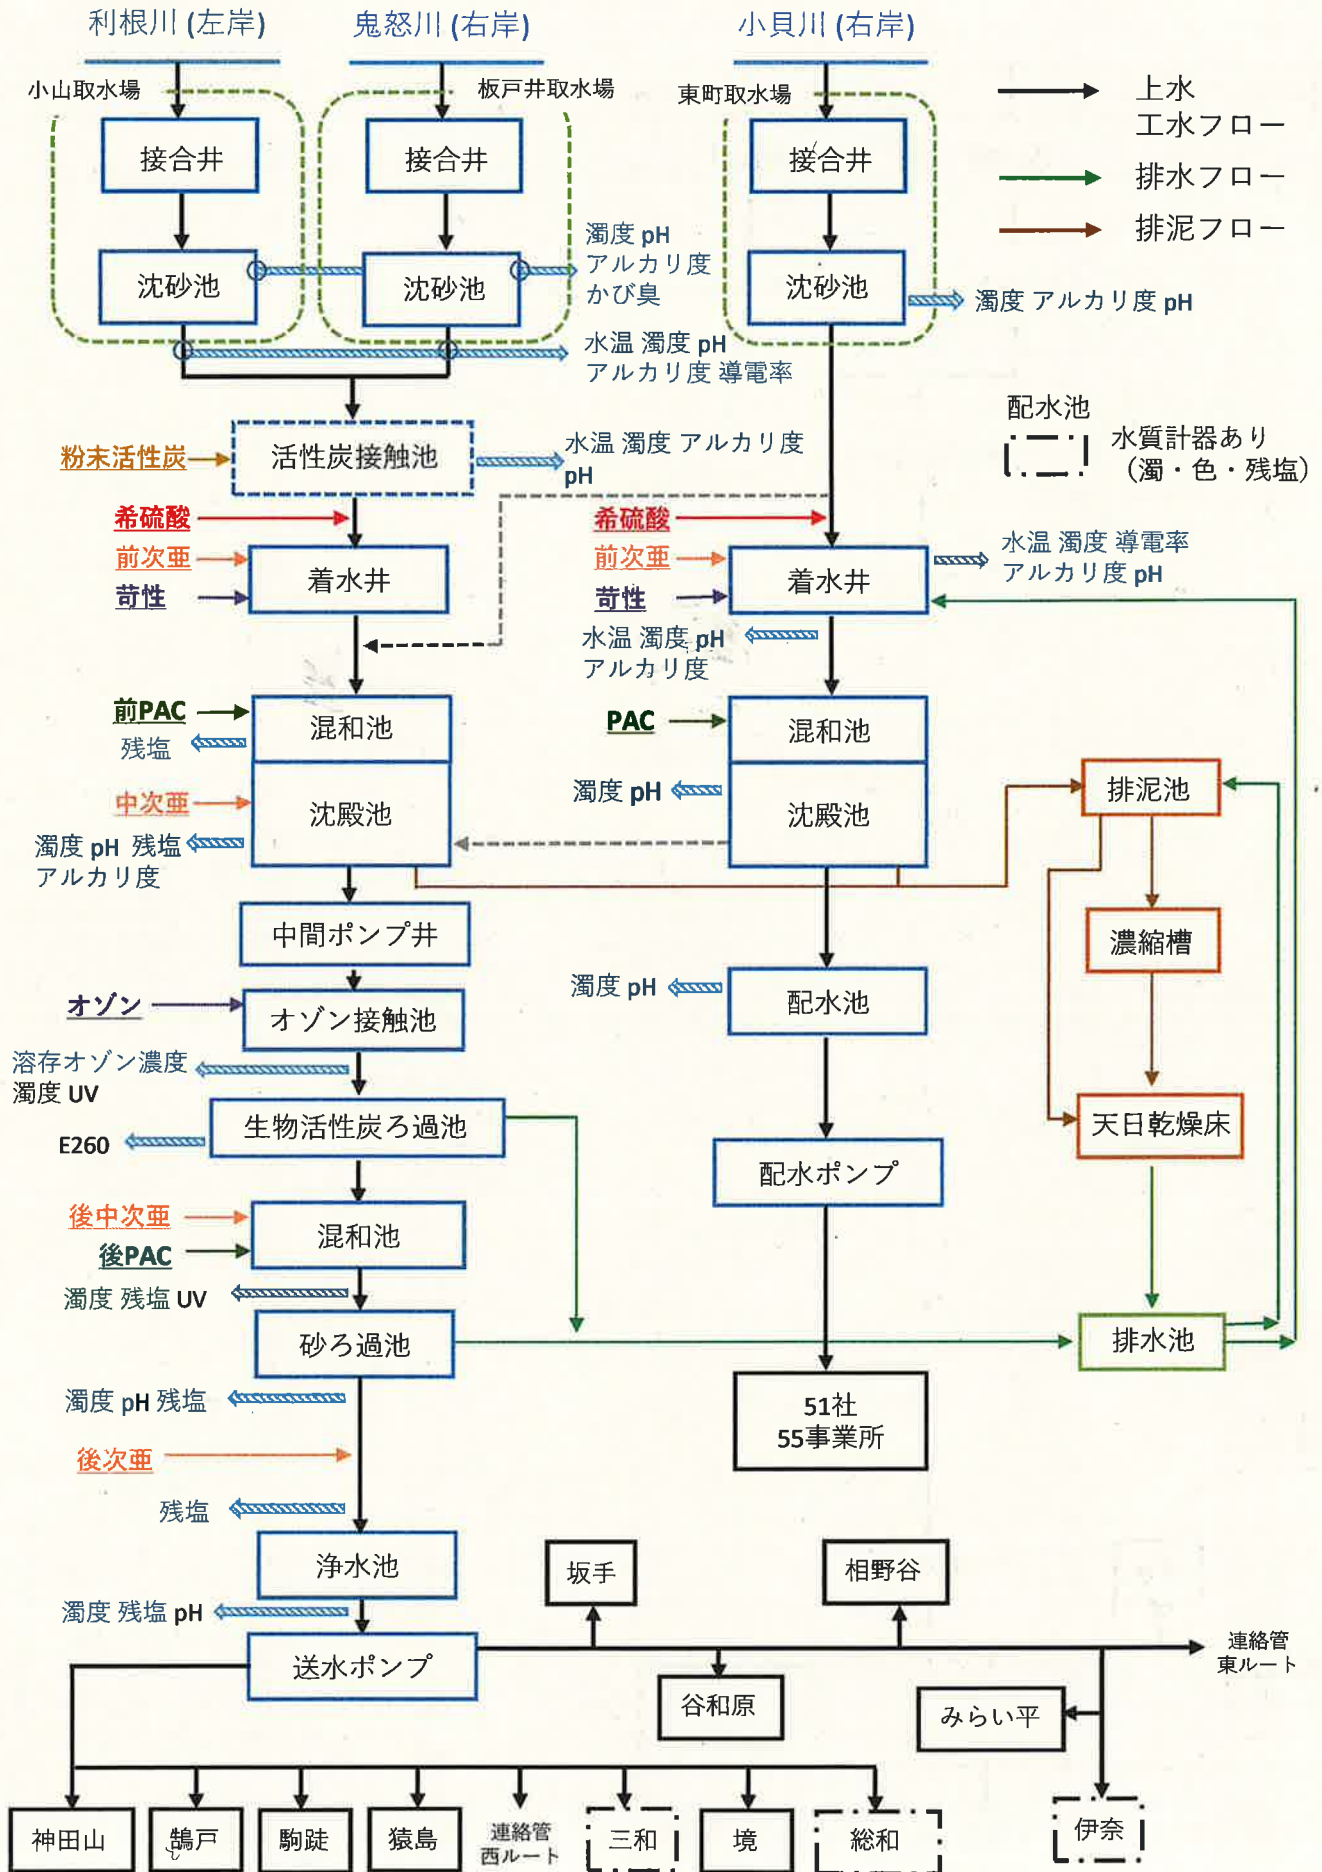 利根川 (左岸)
鬼怒川 (右岸)
小貝川 (右岸)
小山取水場
板戸井取水場
東町取水場
上水
工水フロー
排水フロー
排泥フロー
接合井
接合井
接合井
沈砂池
沈砂池
沈砂池
濁度 pH
アルカリ度
かび臭
濁度 アルカリ度 pH
水温 濁度 pH
アルカリ度 導電率
配水池
水質計器あり
（濁・色・残塩）
粉末活性炭
活性炭接触池
水温 濁度 アルカリ度
pH
希硫酸
前次亜
苛性
着水井
希硫酸
前次亜
苛性
着水井
水温 濁度 導電率
アルカリ度 pH
水温 濁度 pH
アルカリ度
前PAC
残塩
混和池
PAC
混和池
中次亜
沈殿池
濁度 pH 残塩
アルカリ度
濁度 pH
沈殿池
排泥池
中間ポンプ井
濃縮槽
オゾン
オゾン接触池
濁度 pH
配水池
溶存オゾン濃度
濁度 UV
E260
生物活性炭ろ過池
天日乾燥床
配水ポンプ
後中次亜
後PAC
混和池
濁度 残塩 UV
砂ろ過池
排水池
濁度 pH 残塩
51社
55事業所
後次亜
残塩
浄水池
坂手
相野谷
濁度 残塩 pH
送水ポンプ
連絡管
東ルート
谷和原
みらい平
神田山
鵠戸
駒跿
猿島
連絡管
西ルート
三和
境
総和
伊奈